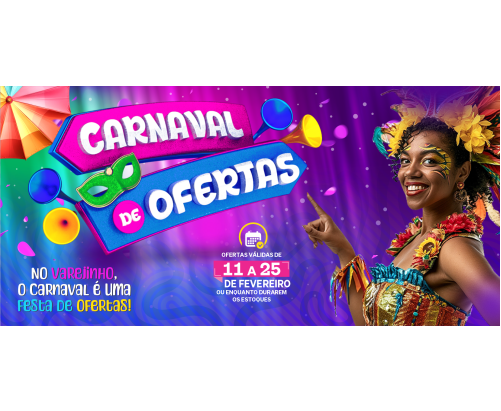 CARNAVAL
DE OFERTAS
NO VAREJINHO,
O CARNAVAL É UMA
FESTA DE OFERTAS!
OFERTAS VÁLIDAS DE
11 A 25
DE FEVEREIRO
OU ENQUANTO DURAREM
OS ESTOQUES